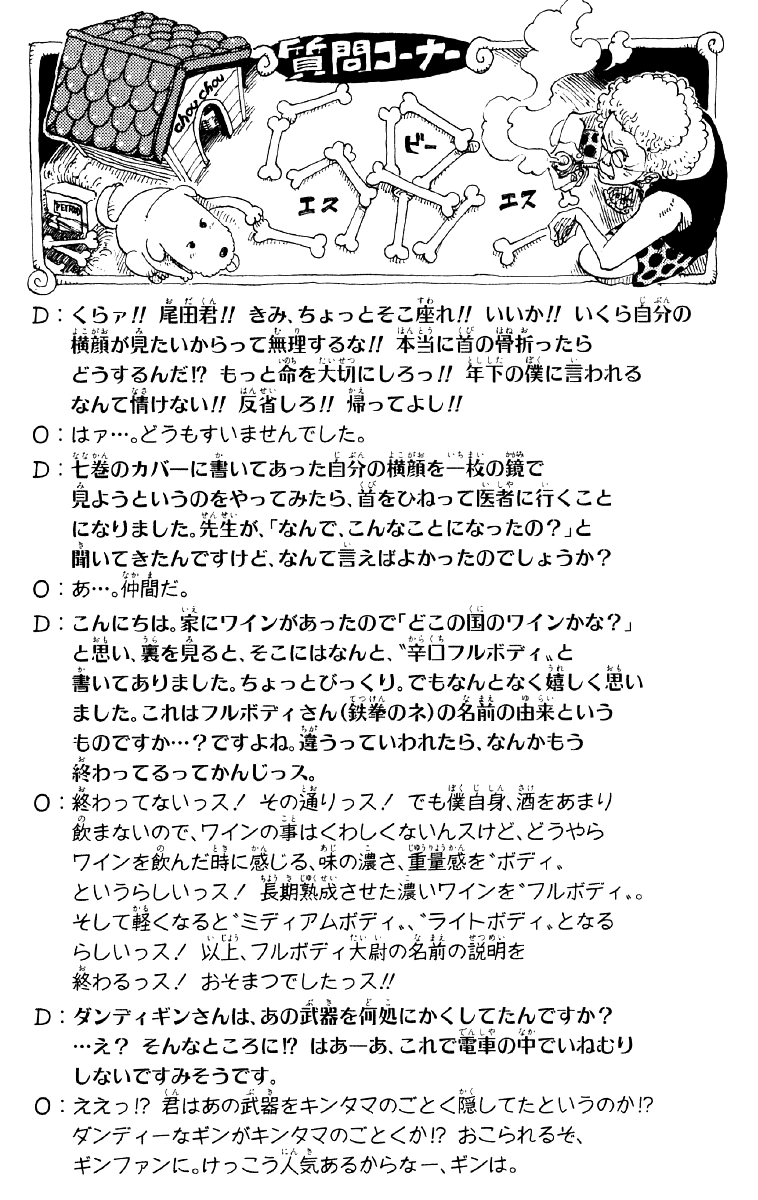 質問コーナー
chou chou
ビー
エス
エス
D：くらァ!! 尾田君!! きみ、ちょっとそこ座れ!! いいか!! いくら自分の
横顔が見たいからって無理するな!! 本当に首の骨折ったら
どうするんだ!? もっと命を大切にしろっ!! 年下の僕に言われる
なんて情けない!! 反省しろ!! 帰ってよし!!
O：はァ…。どうもすいませんでした。
D：七巻のカバーに書いてあった自分の横顔を一枚の鏡で
見ようというのをやってみたら、首をひねって医者に行くこと
になりました。先生が、「なんで、こんなことになったの？」と
聞いてきたんですけど、なんて言えばよかったのでしょうか？
O：あ…。仲間だ。
D：こんにちは。家にワインがあったので「どこの国のワインかな？」
と思い、裏を見ると、そこにはなんと、〝辛口フルボディ〟と
書いてありました。ちょっとびっくり。でもなんとなく嬉しく思い
ました。これはフルボディさん(鉄拳のネ)の名前の由来という
ものですか…？ですよね。違うっていわれたら、なんかもう
終わってるってかんじっス。
O：終わってないっス！ その通りっス！ でも僕自身、酒をあまり
飲まないので、ワインの事はくわしくないんスけど、どうやら
ワインを飲んだ時に感じる、味の濃さ、重量感を〝ボディ〟
というらしいっス！ 長期熟成させた濃いワインを〝フルボディ〟。
そして軽くなると〝ミディアムボディ〟、〝ライトボディ〟となる
らしいっス！ 以上、フルボディ大尉の名前の説明を
終わるっス！ おそまつでしたっス!!
D：ダンディギンさんは、あの武器を何処にかくしてたんですか？
…え？ そんなところに!? はあーあ、これで電車の中でいねむり
しないですみそうです。
O：ええっ!? 君はあの武器をキンタマのごとく隠してたというのか!?
ダンディーなギンがキンタマのごとくか!? おこられるぞ、
ギンファンに。けっこう人気あるからなー、ギンは。